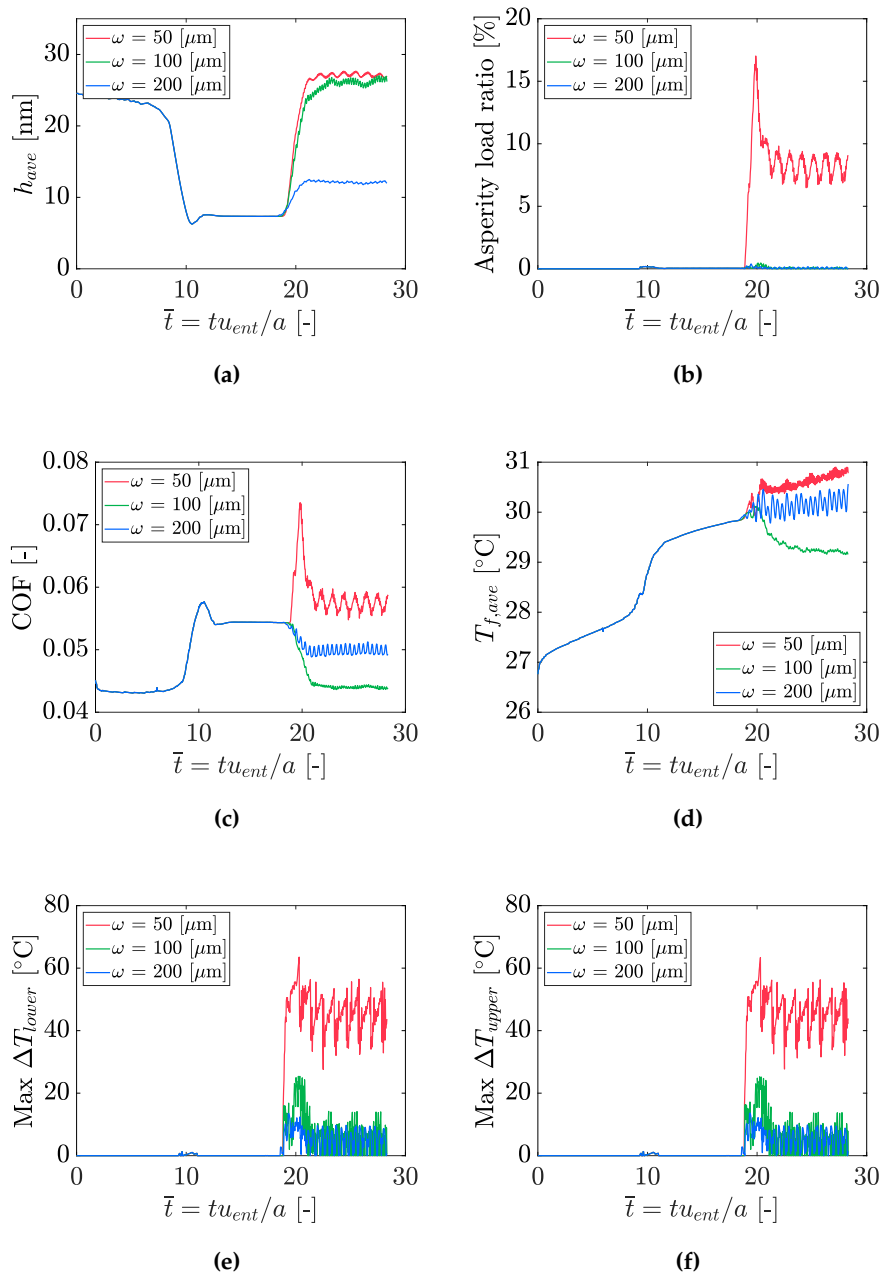 30
20
10
0
h_ave [nm]
ω = 50 [μm]
ω = 100 [μm]
ω = 200 [μm]
0 10 20 30
t̅ = tu_ent/a [-]
(a)
20
15
10
5
0
Asperity load ratio [%]
ω = 50 [μm]
ω = 100 [μm]
ω = 200 [μm]
0 10 20 30
t̅ = tu_ent/a [-]
(b)
0.08
0.07
0.06
0.05
0.04
COF [-]
ω = 50 [μm]
ω = 100 [μm]
ω = 200 [μm]
0 10 20 30
t̅ = tu_ent/a [-]
(c)
31
30
29
28
27
26
T_f,ave [°C]
ω = 50 [μm]
ω = 100 [μm]
ω = 200 [μm]
0 10 20 30
t̅ = tu_ent/a [-]
(d)
80
60
40
20
0
Max ΔT_lower [°C]
ω = 50 [μm]
ω = 100 [μm]
ω = 200 [μm]
0 10 20 30
t̅ = tu_ent/a [-]
(e)
80
60
40
20
0
Max ΔT_upper [°C]
ω = 50 [μm]
ω = 100 [μm]
ω = 200 [μm]
0 10 20 30
t̅ = tu_ent/a [-]
(f)